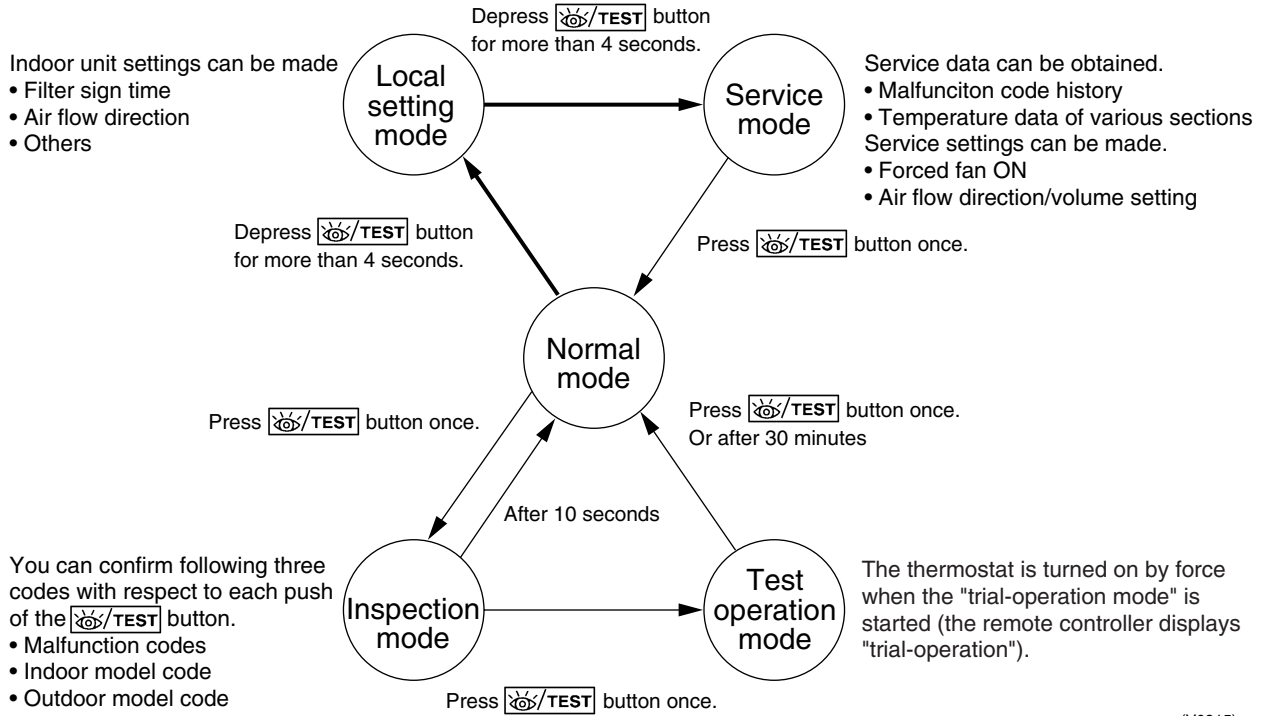 Depress /TEST button
for more than 4 seconds.
Indoor unit settings can be made
• Filter sign time
• Air flow direction
• Others
Local
setting
mode
Service
mode
Service data can be obtained.
• Malfunciton code history
• Temperature data of various sections
Service settings can be made.
• Forced fan ON
• Air flow direction/volume setting
Depress /TEST button
for more than 4 seconds.
Press /TEST button once.
Normal
mode
Press /TEST button once.
Press /TEST button once.
Or after 30 minutes
After 10 seconds
You can confirm following three
codes with respect to each push
of the /TEST button.
• Malfunction codes
• Indoor model code
• Outdoor model code
Inspection
mode
Test
operation
mode
The thermostat is turned on by force
when the "trial-operation mode" is
started (the remote controller displays
"trial-operation").
Press /TEST button once.